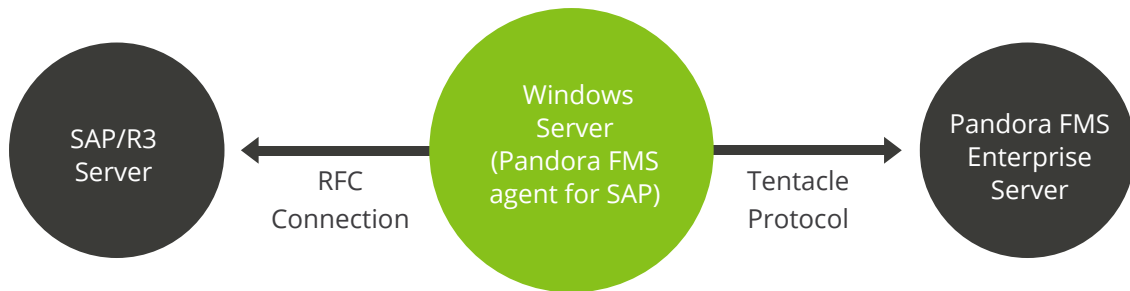 SAP/R3
Server
RFC
Connection
Windows
Server
(Pandora FMS
agent for SAP)
Tentacle
Protocol
Pandora FMS
Enterprise
Server